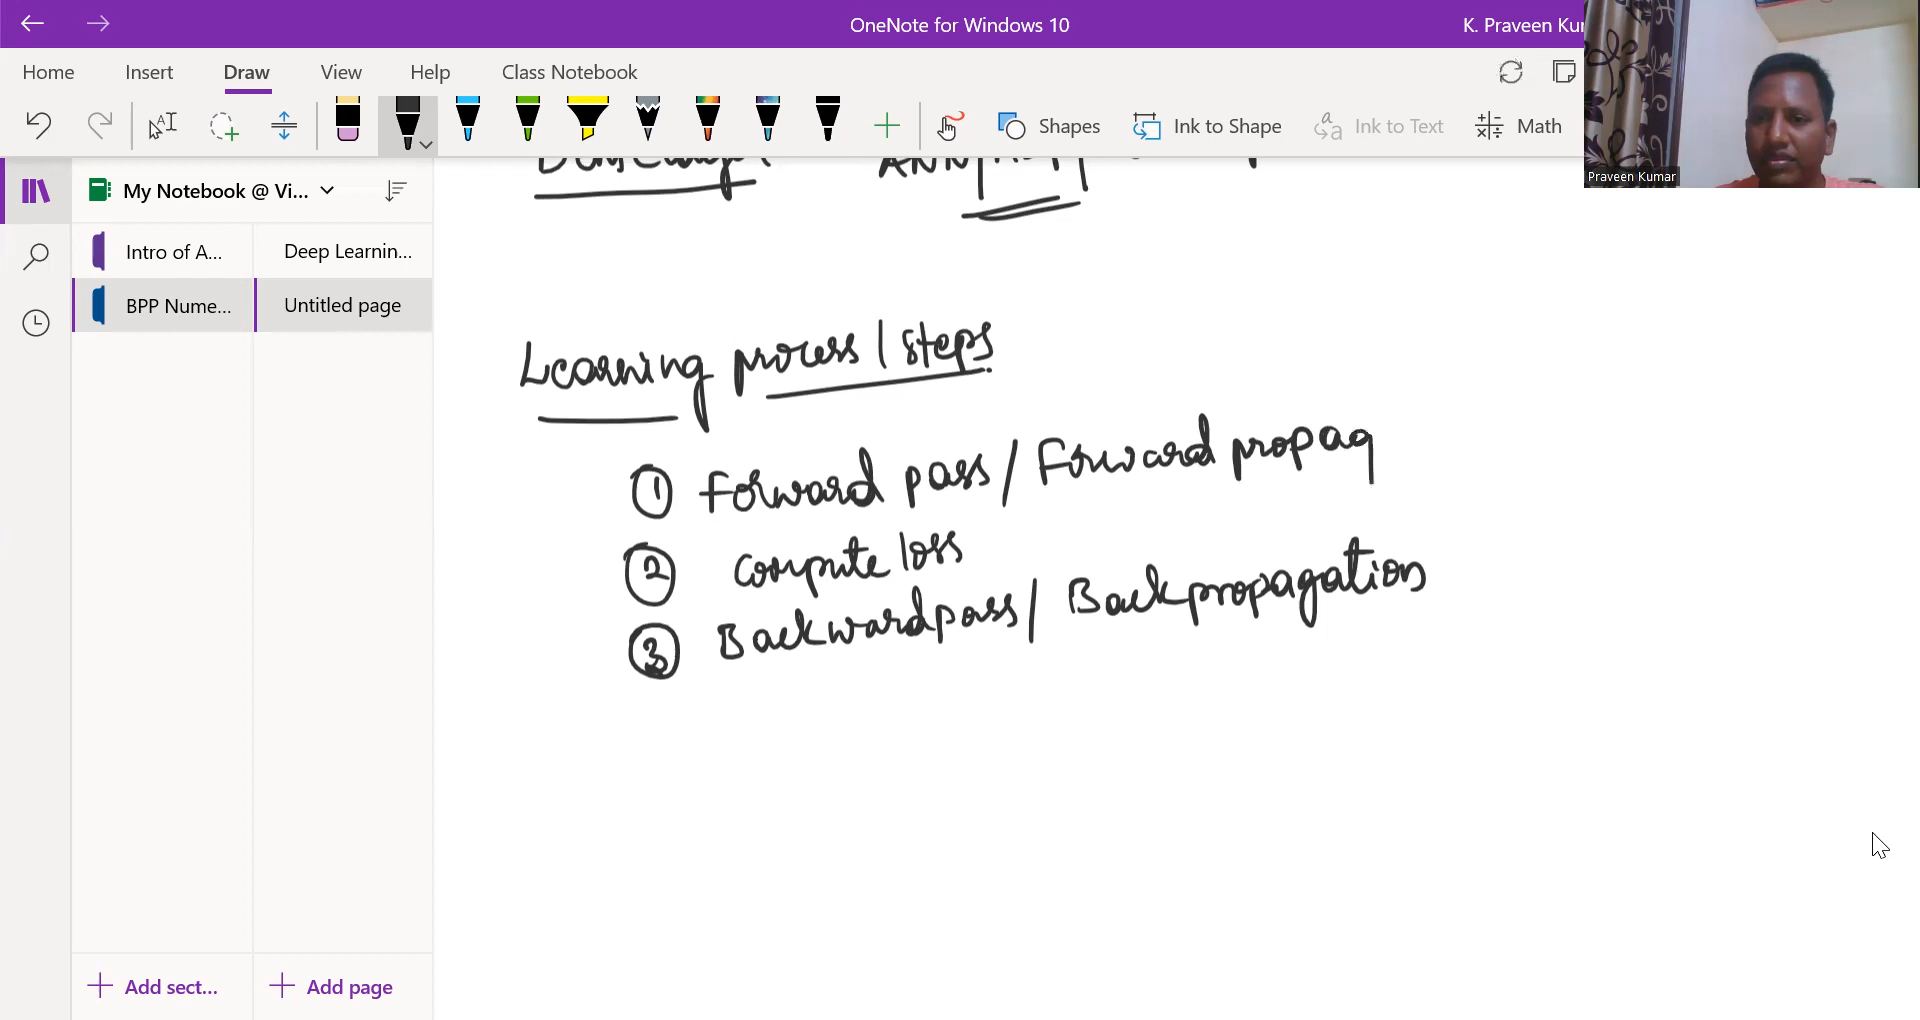 OneNote for Windows 10
K. Praveen Ku
Home Insert Draw View Help Class Notebook
Shapes Ink to Shape Ink to Text Math
Praveen Kumar
My Notebook @ Vi...
Intro of A... Deep Learnin...
BPP Nume... Untitled page
Learning process / steps
① Forward pass / Forward propag
② Compute loss
③ Backward pass / Backpropagation
Add sect... Add page